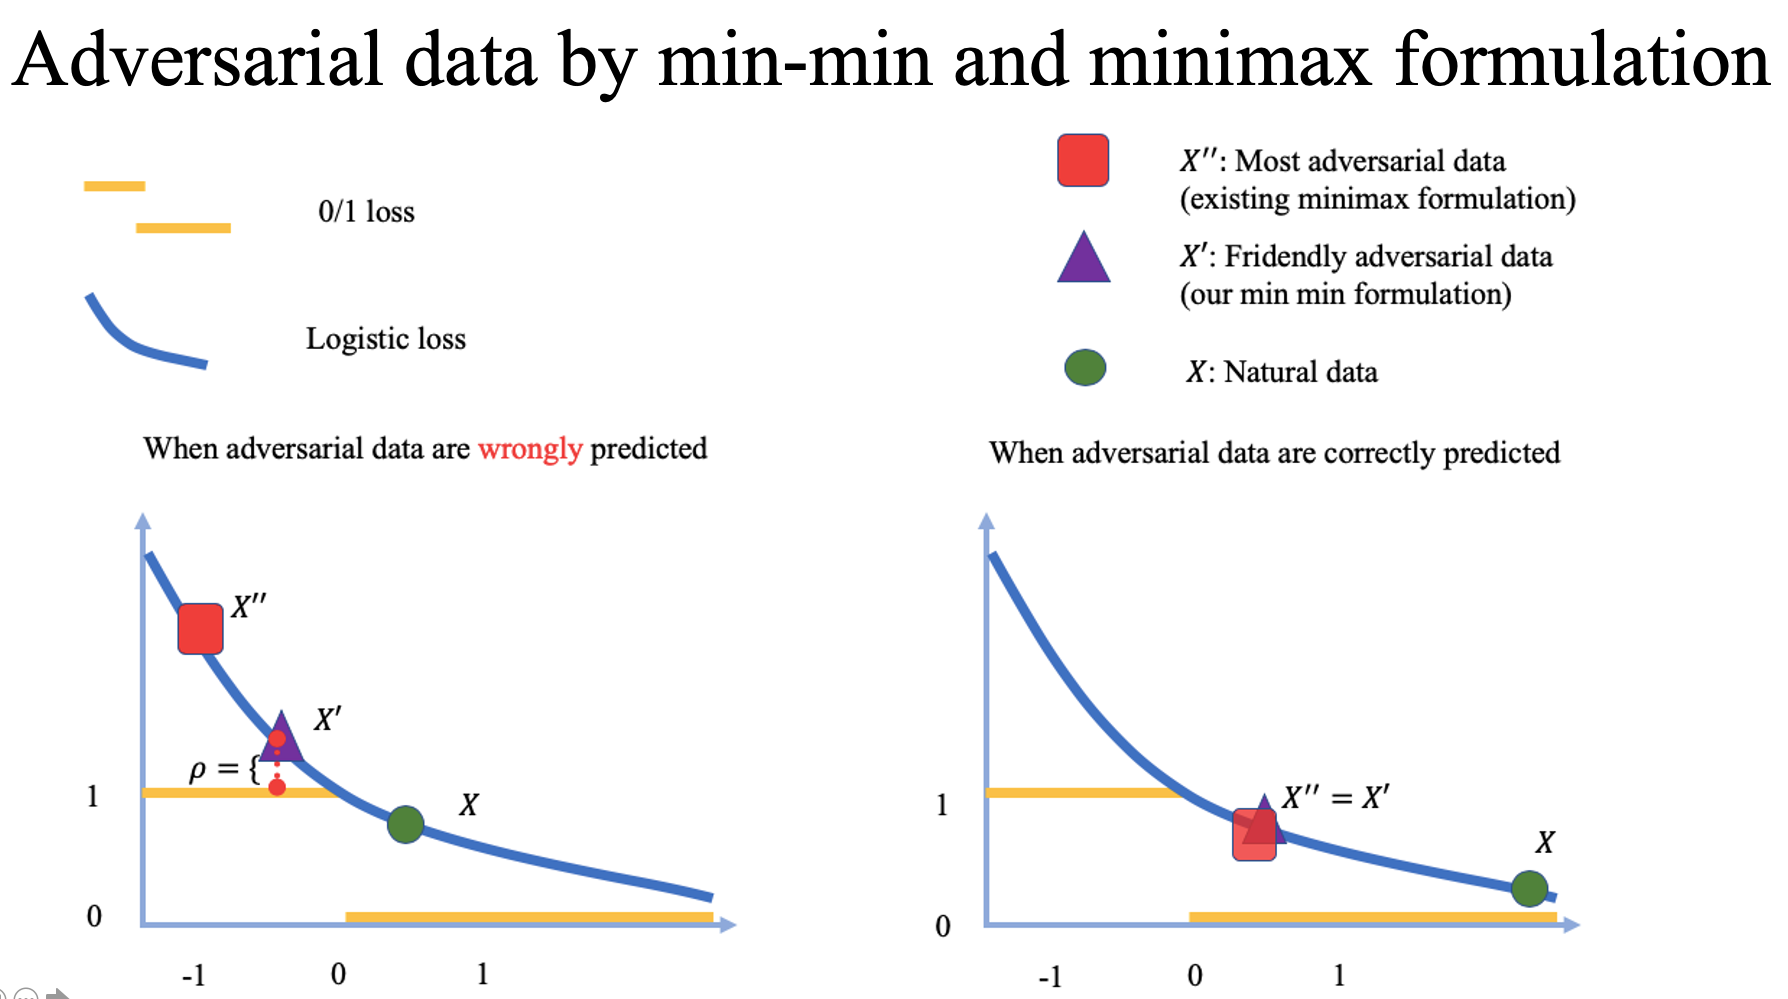 Adversarial data by min-min and minimax formulation
0/1 loss
Logistic loss
X′′: Most adversarial data
(existing minimax formulation)
X′: Fridendly adversarial data
(our min min formulation)
X: Natural data
When adversarial data are wrongly predicted
X′′
X′
ρ = {
X
1
0
-1 0 1
When adversarial data are correctly predicted
X′′ = X′
X
1
0
-1 0 1